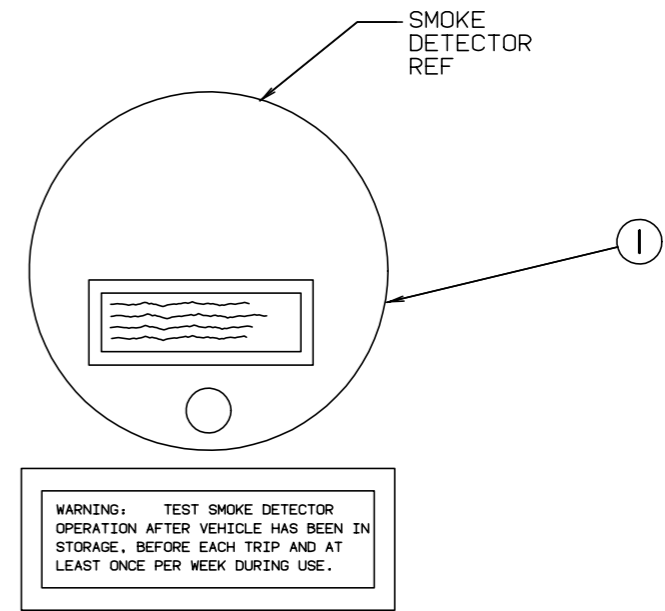 SMOKE
DETECTOR
REF
1
WARNING: TEST SMOKE DETECTOR
OPERATION AFTER VEHICLE HAS BEEN IN
STORAGE, BEFORE EACH TRIP AND AT
LEAST ONCE PER WEEK DURING USE.